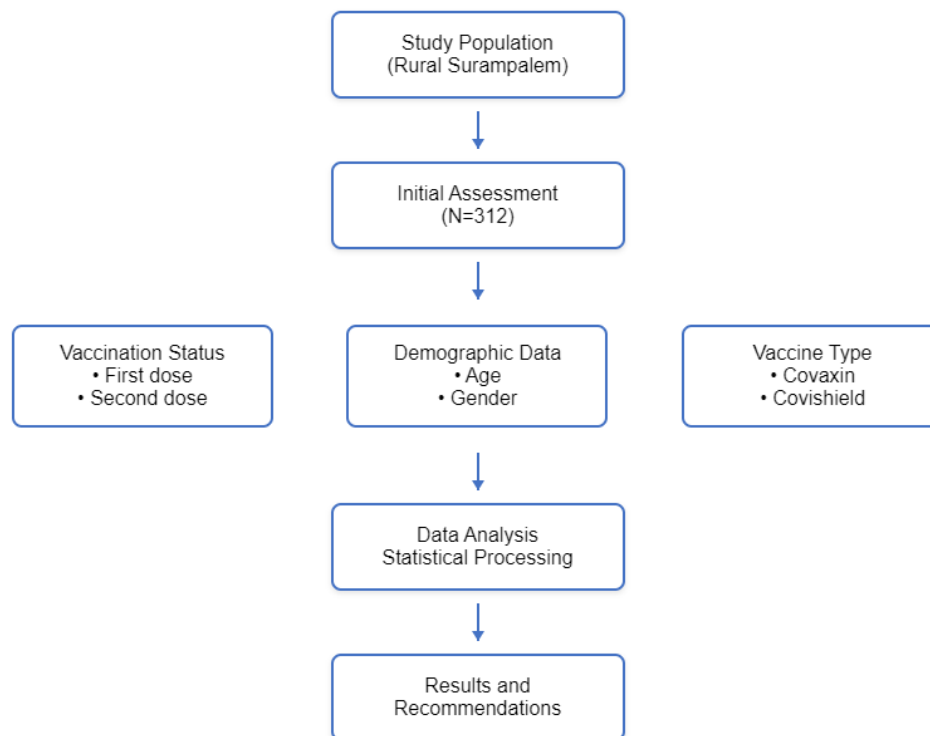 Study Population
(Rural Surampalem)
Initial Assessment
(N=312)
Vaccination Status
• First dose
• Second dose
Demographic Data
• Age
• Gender
Vaccine Type
• Covaxin
• Covishield
Data Analysis
Statistical Processing
Results and
Recommendations